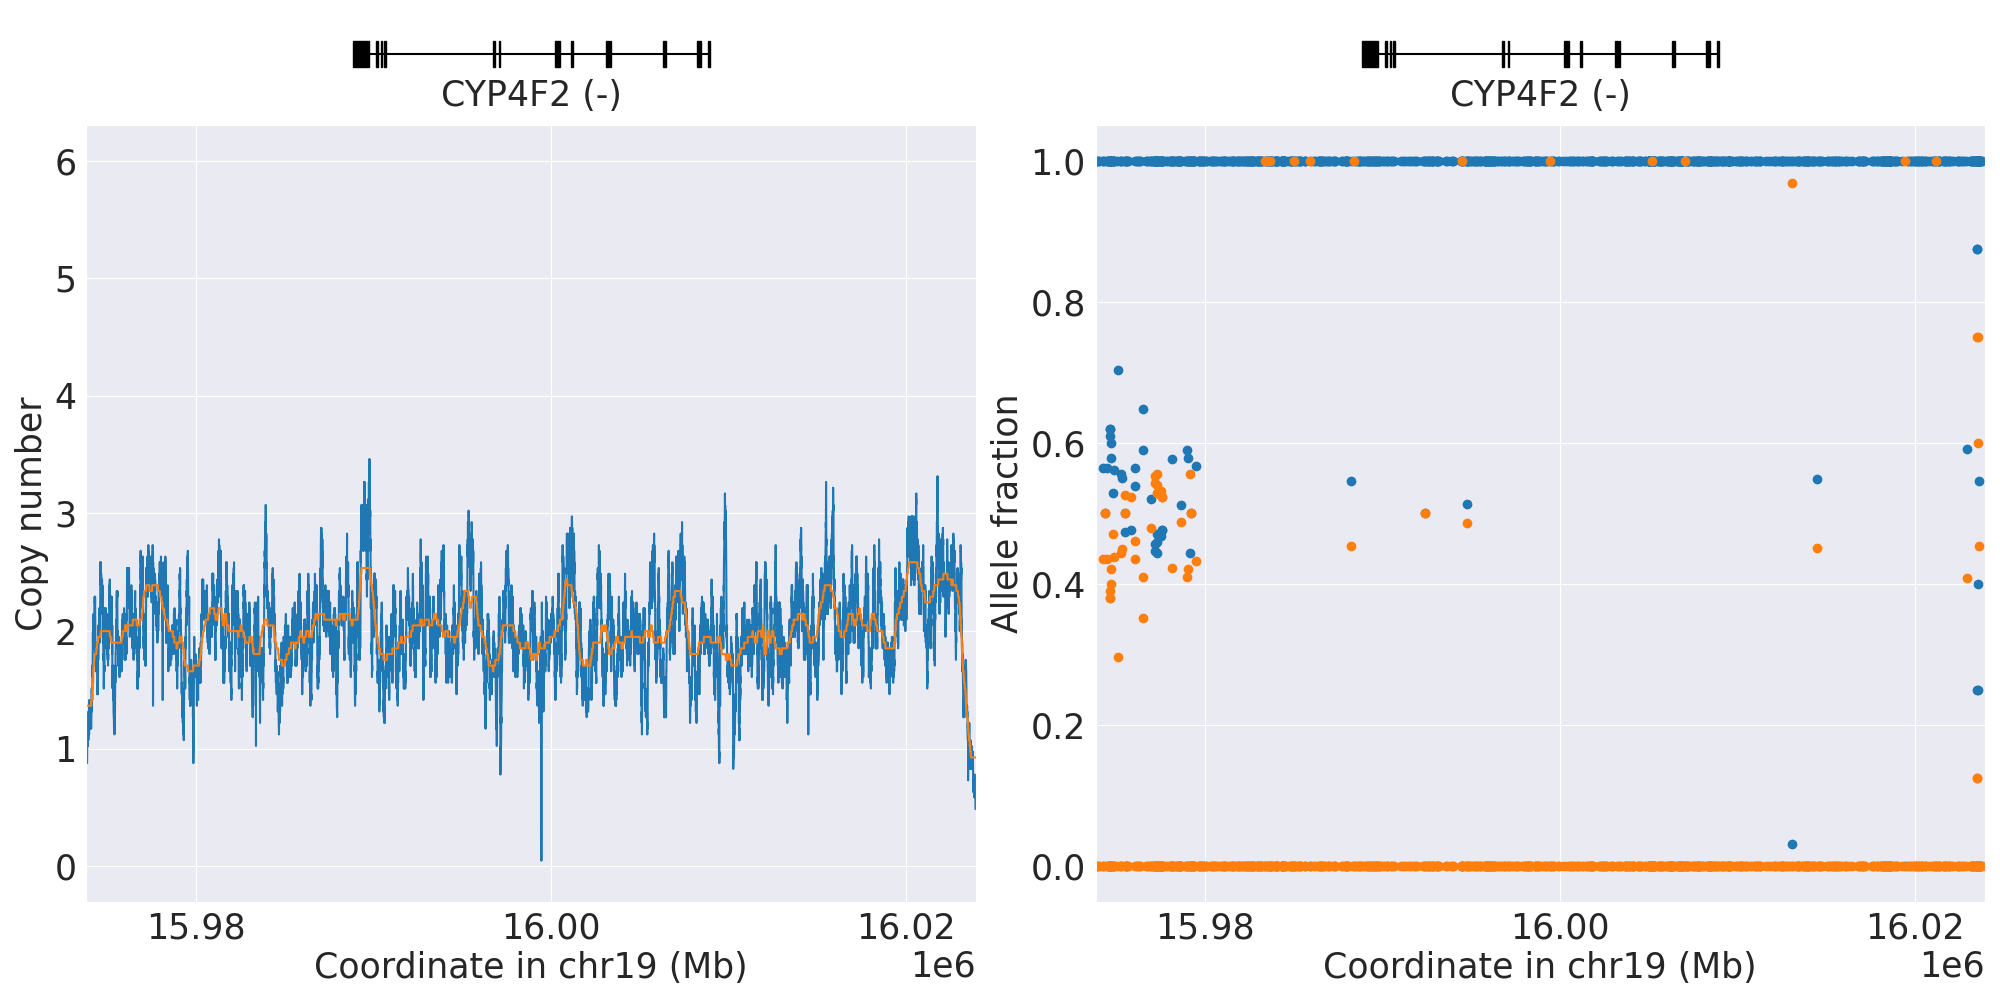 CYP4F2 (-)
6
5
4
3
2
1
0
Copy number
15.98
16.00
16.02
Coordinate in chr19 (Mb)
1e6
CYP4F2 (-)
1.0
0.8
0.6
0.4
0.2
0.0
Allele fraction
15.98
16.00
16.02
Coordinate in chr19 (Mb)
1e6